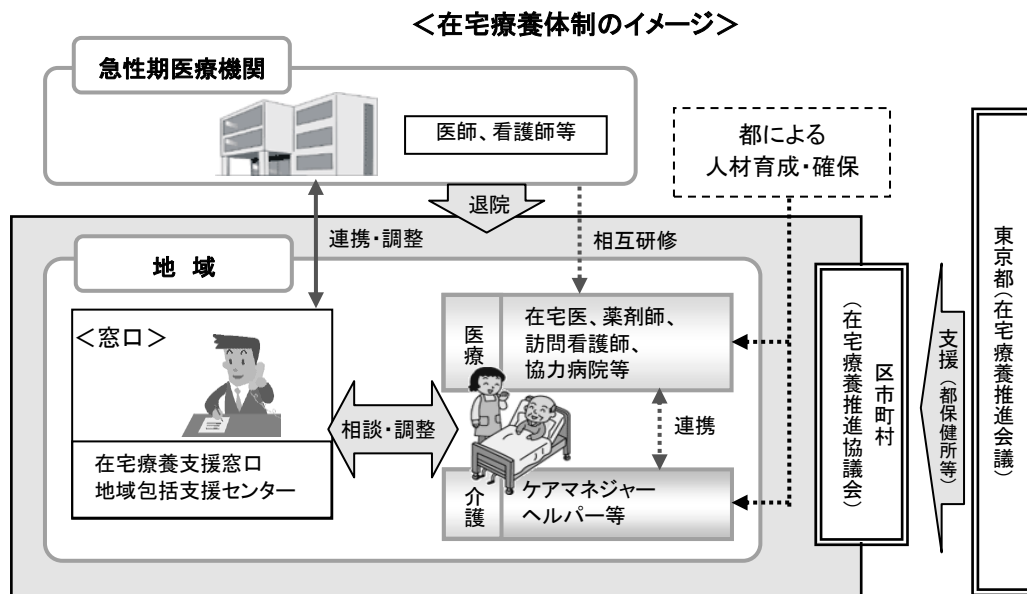 ＜在宅療養体制のイメージ＞
急性期医療機関
医師、看護師等
都による
人材育成・確保
退院
連携・調整
相互研修
地 域
＜窓口＞
在宅療養支援窓口
地域包括支援センター
相談・調整
医療
在宅医、薬剤師、
訪問看護師、
協力病院等
連携
介護
ケアマネジャー
ヘルパー等
区市町村
（在宅療養推進協議会）
支援（都保健所等）
東京都（在宅療養推進会議）